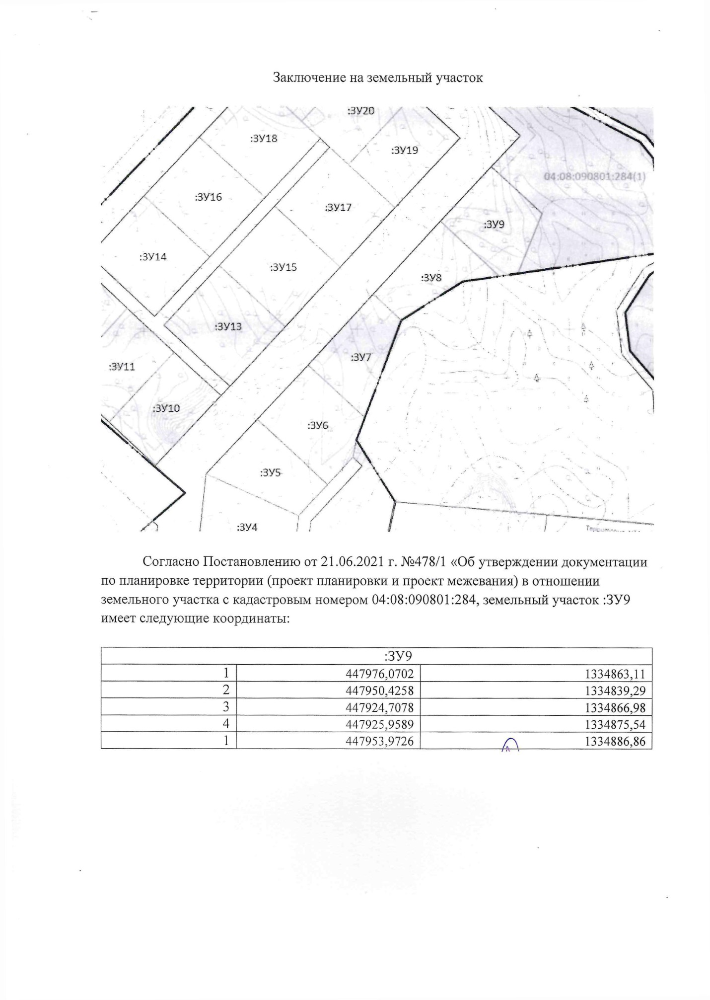 Заключение на земельный участок
:ЗУ20
:ЗУ18
:ЗУ19
04:08:090801:284(1)
:ЗУ16
:ЗУ17
:ЗУ9
:ЗУ14
:ЗУ15
:ЗУ8
:ЗУ13
:ЗУ7
:ЗУ11
:ЗУ10
:ЗУ6
:ЗУ5
:ЗУ4
Согласно Постановлению от 21.06.2021 г. №478/1 «Об утверждении документации
по планировке территории (проект планировки и проект межевания) в отношении
земельного участка с кадастровым номером 04:08:090801:284, земельный участок :ЗУ9
имеет следующие координаты:
:ЗУ9
1 447976,0702 1334863,11
2 447950,4258 1334839,29
3 447924,7078 1334866,98
4 447925,9589 1334875,54
1 447953,9726 1334886,86